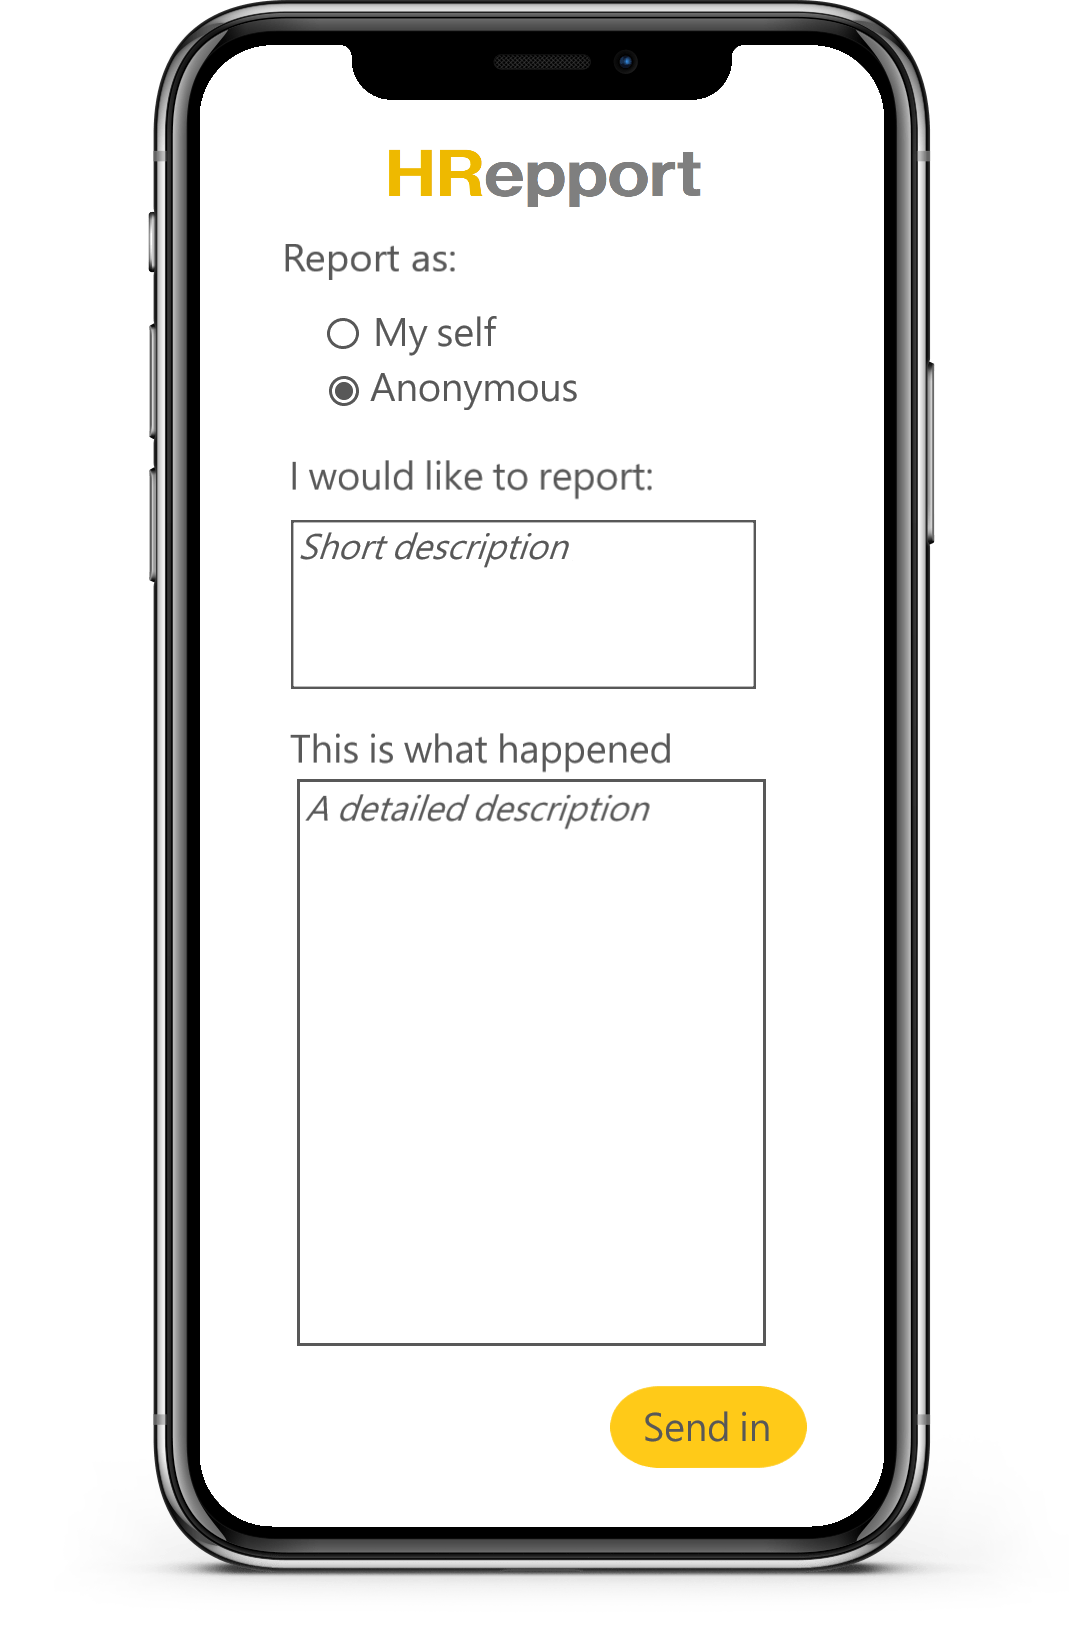 HRepport
Report as:
My self
Anonymous
I would like to report:
Short description
This is what happened
A detailed description
Send in